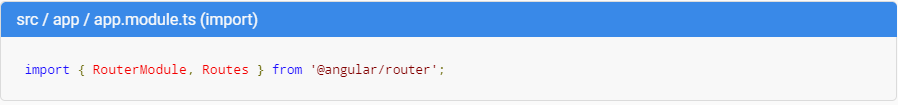 src / app / app.module.ts (import)
import { RouterModule, Routes } from '@angular/router';